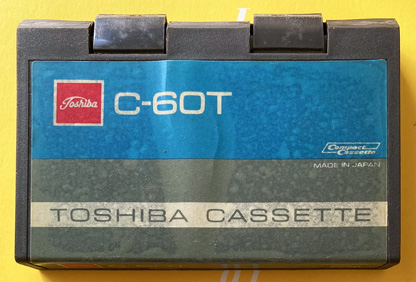 Toshiba
C-60T
Compact
Cassette
MADE IN JAPAN
TOSHIBA CASSETTE